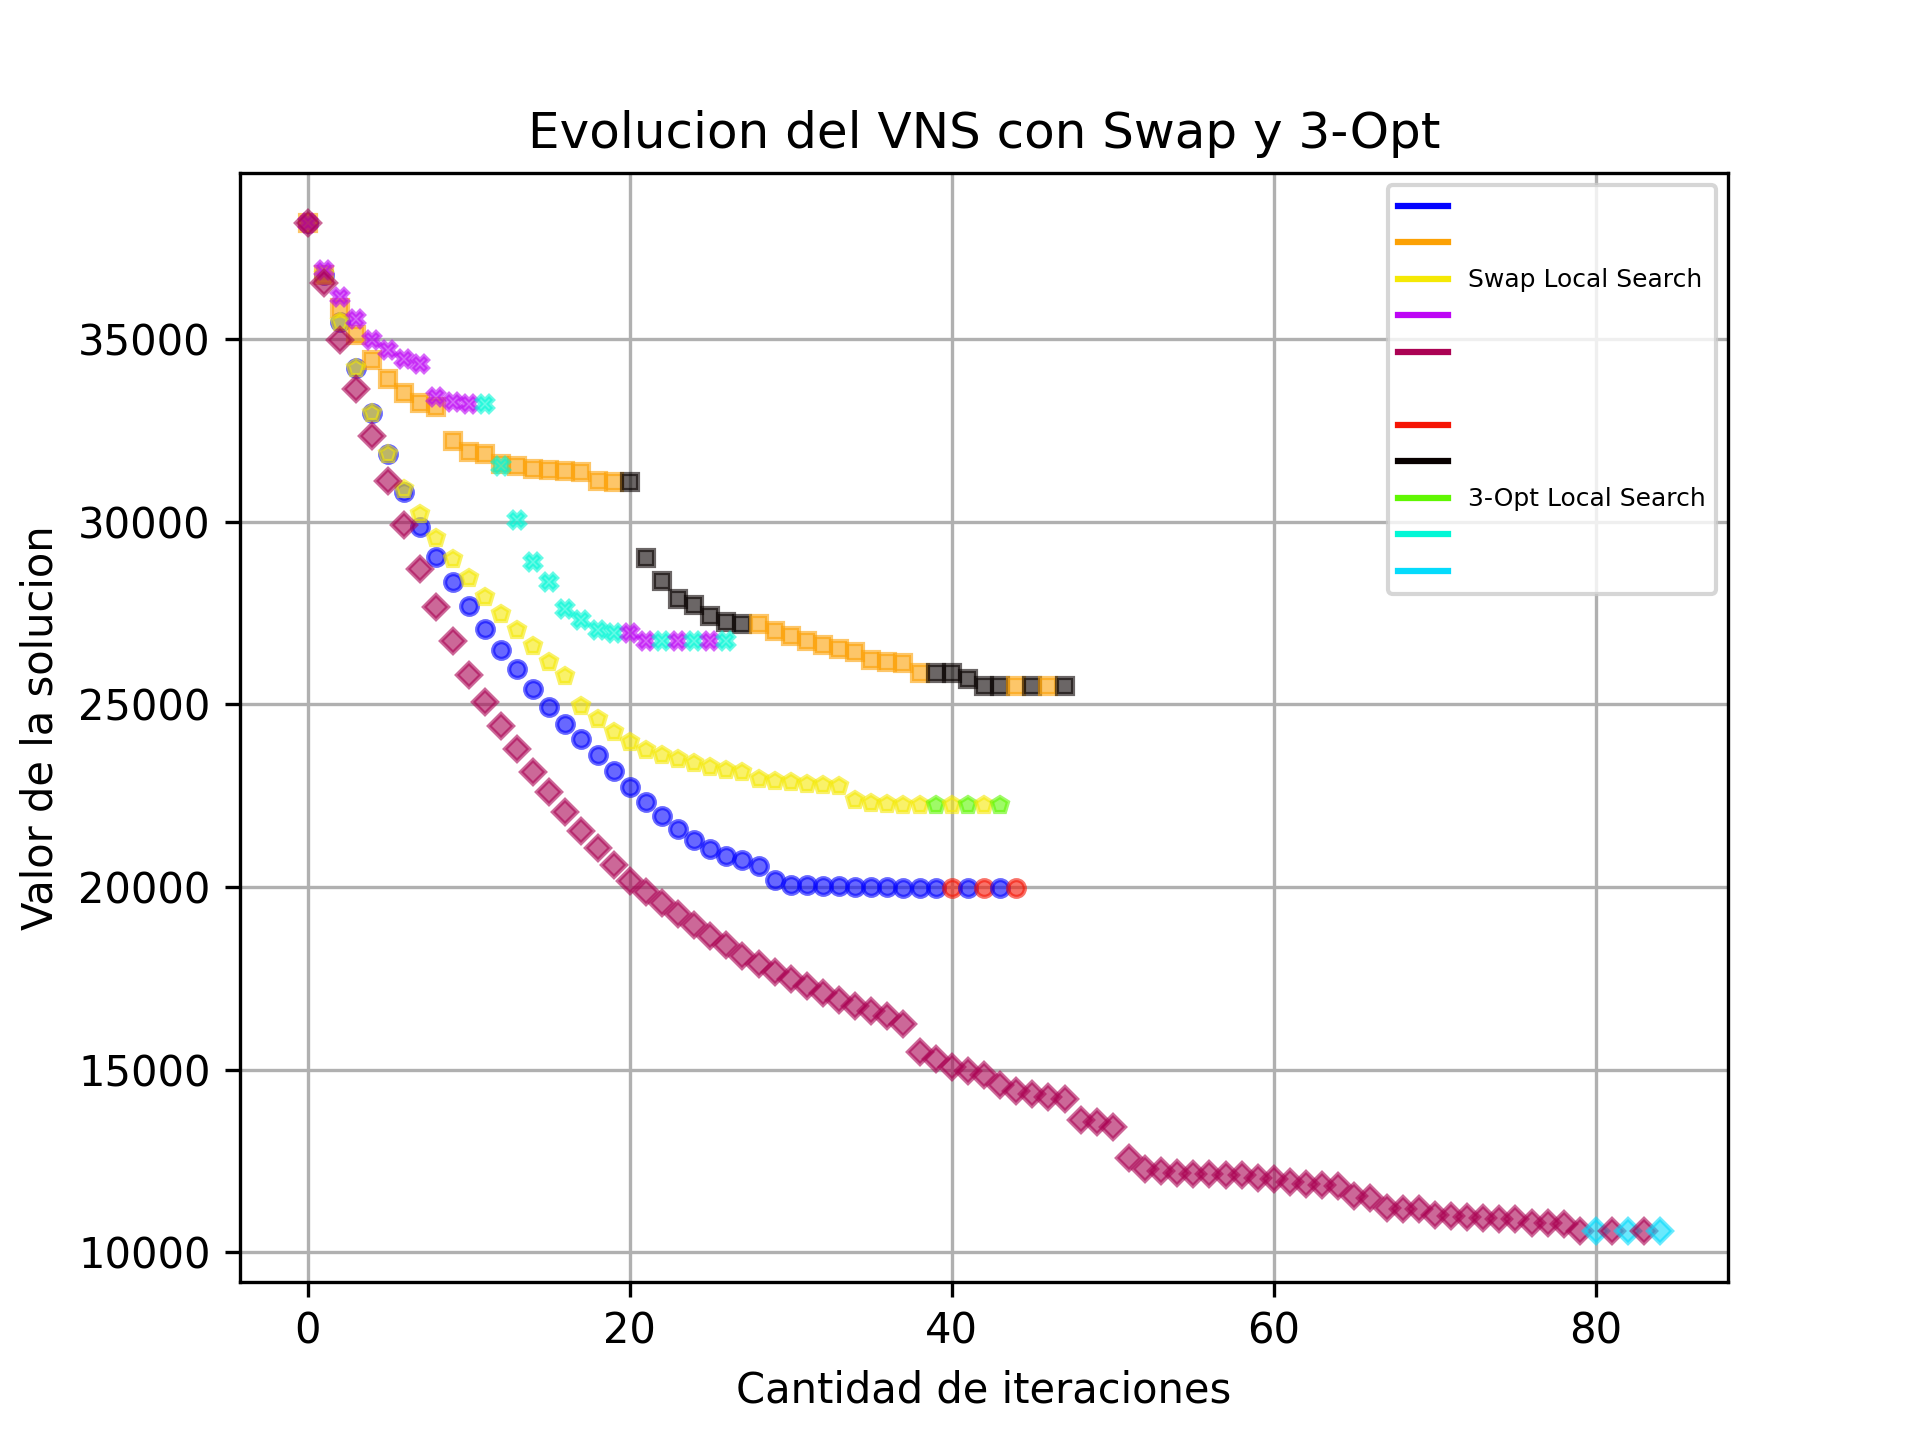 Evolucion del VNS con Swap y 3-Opt
Swap Local Search
3-Opt Local Search
Valor de la solucion
35000
30000
25000
20000
15000
10000
0 20 40 60 80
Cantidad de iteraciones